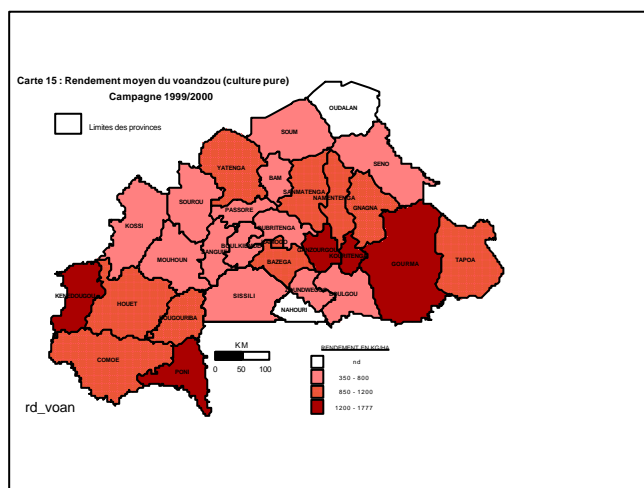 Carte 15 : Rendement moyen du voandzou (culture pure)
Campagne 1999/2000
Limites des provinces
OUDALAN
SOUM
SENO
YATENGA
BAM
SANMATENGA
NAMENTENGA
GNAGNA
SOUROU
PASSORE
KOSSI
OUBRITENGA
BOULKIEMDE
MOUHOUN
BAZEGA
GOURMA
TAPOA
KENEDOUGOU
HOUET
SISSILI
BOULGOU
NAHOURI
BOUGOURIBA
COMOE
PONI
KM
0 50 100
RENDEMENT EN KG/HA
nd
350 - 800
850 - 1200
1200 - 1777
rd_voan